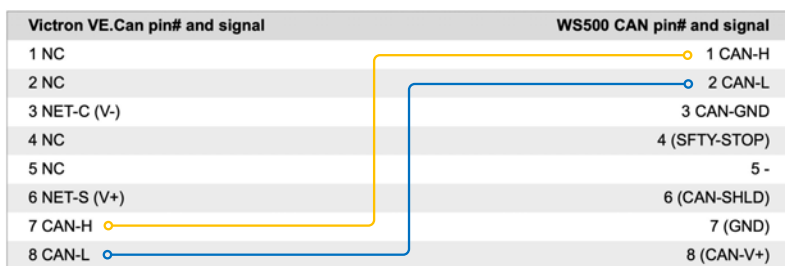 Victron VE.Can pin# and signal WS500 CAN pin# and signal
1 NC 1 CAN-H
2 NC 2 CAN-L
3 NET-C (V-) 3 CAN-GND
4 NC 4 (SFTY-STOP)
5 NC 5 -
6 NET-S (V+) 6 (CAN-SHLD)
7 CAN-H 7 (GND)
8 CAN-L 8 (CAN-V+)